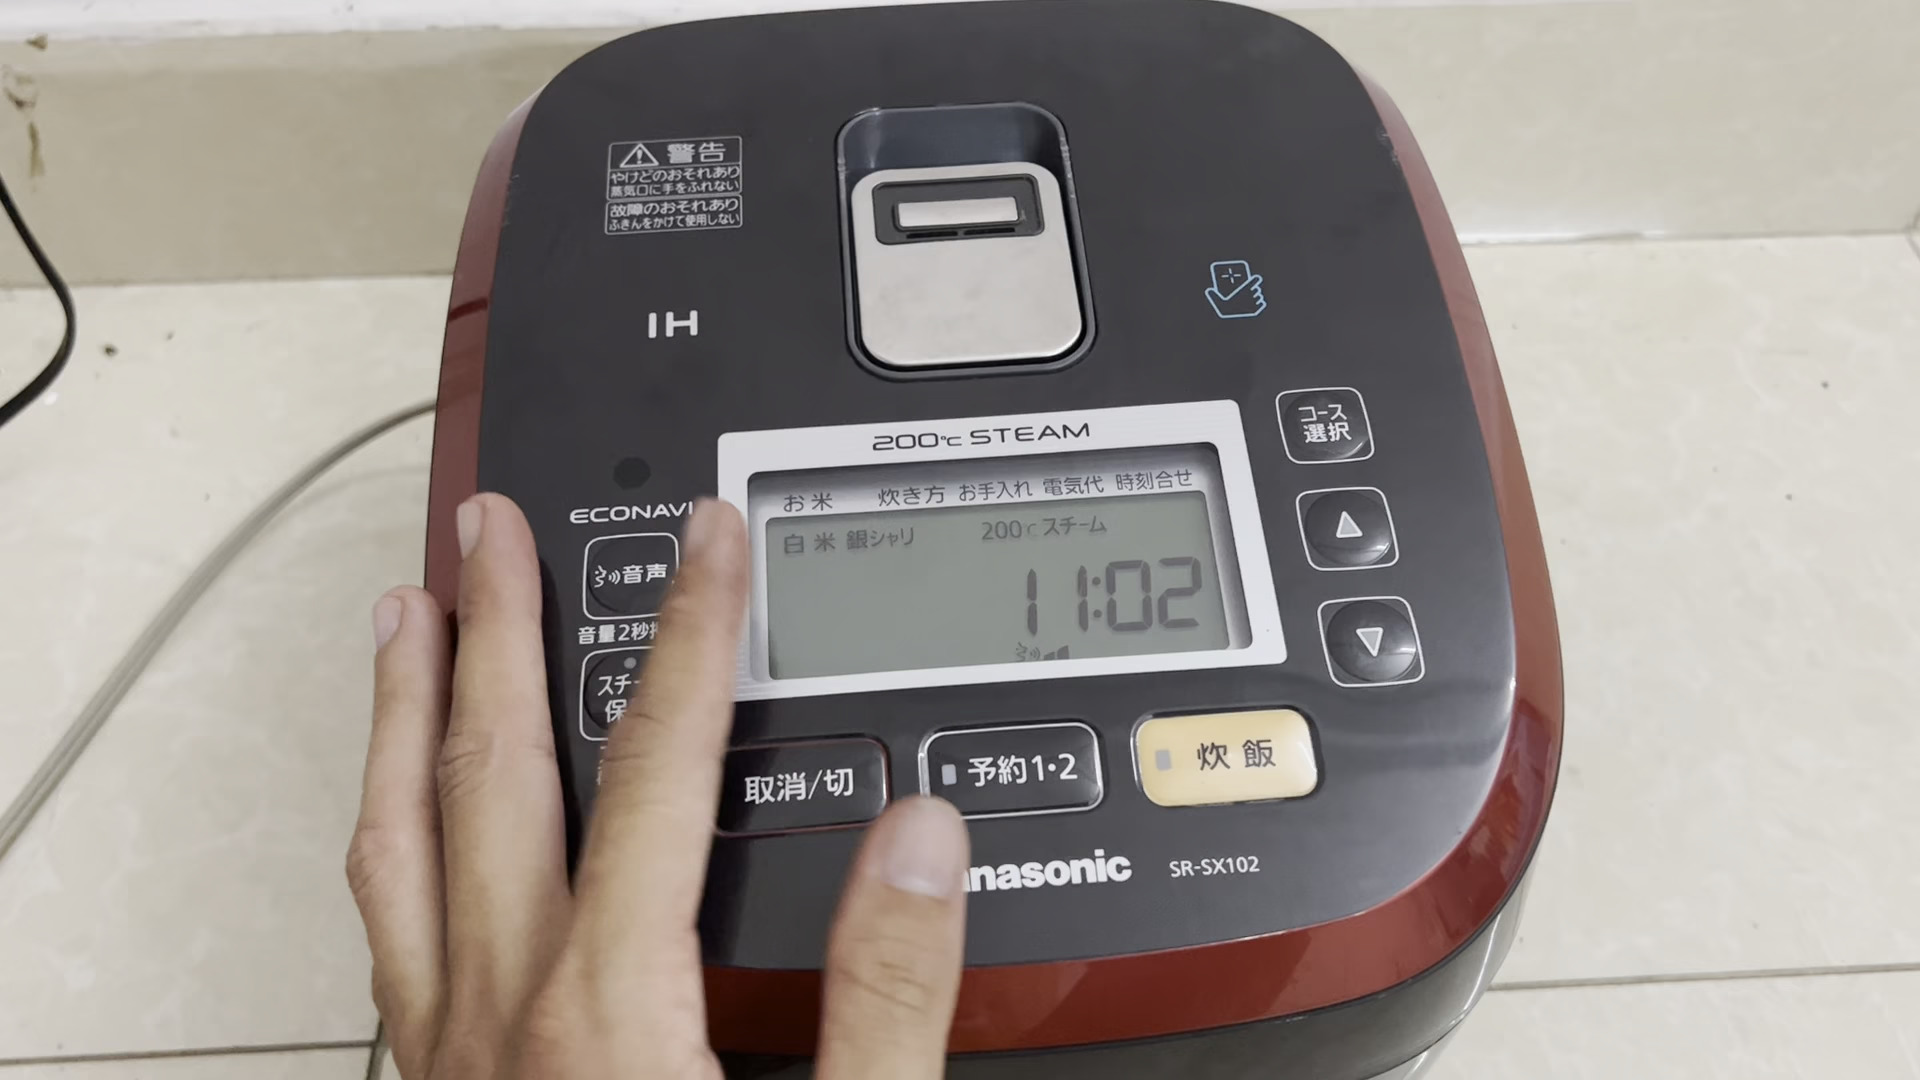 警告
やけどのおそれあり
蒸気口に手をふれない
故障のおそれあり
ふきんをかけて使用しない
IH
コース
選択
200℃ STEAM
お米 炊き方 お手入れ 電気代 時刻合せ
白米 銀シャリ 200℃スチーム
11:02
ECONAVI
音声
音量2秒
スチ
保
取消/切
予約1・2
炊飯
anasonic
SR-SX102